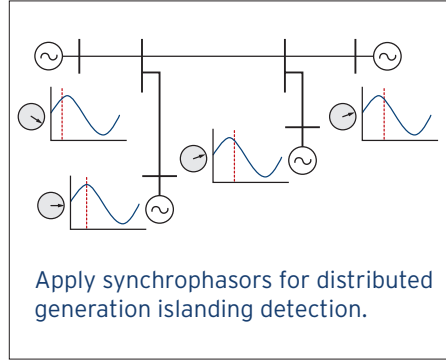 Apply synchrophasors for distributed
generation islanding detection.